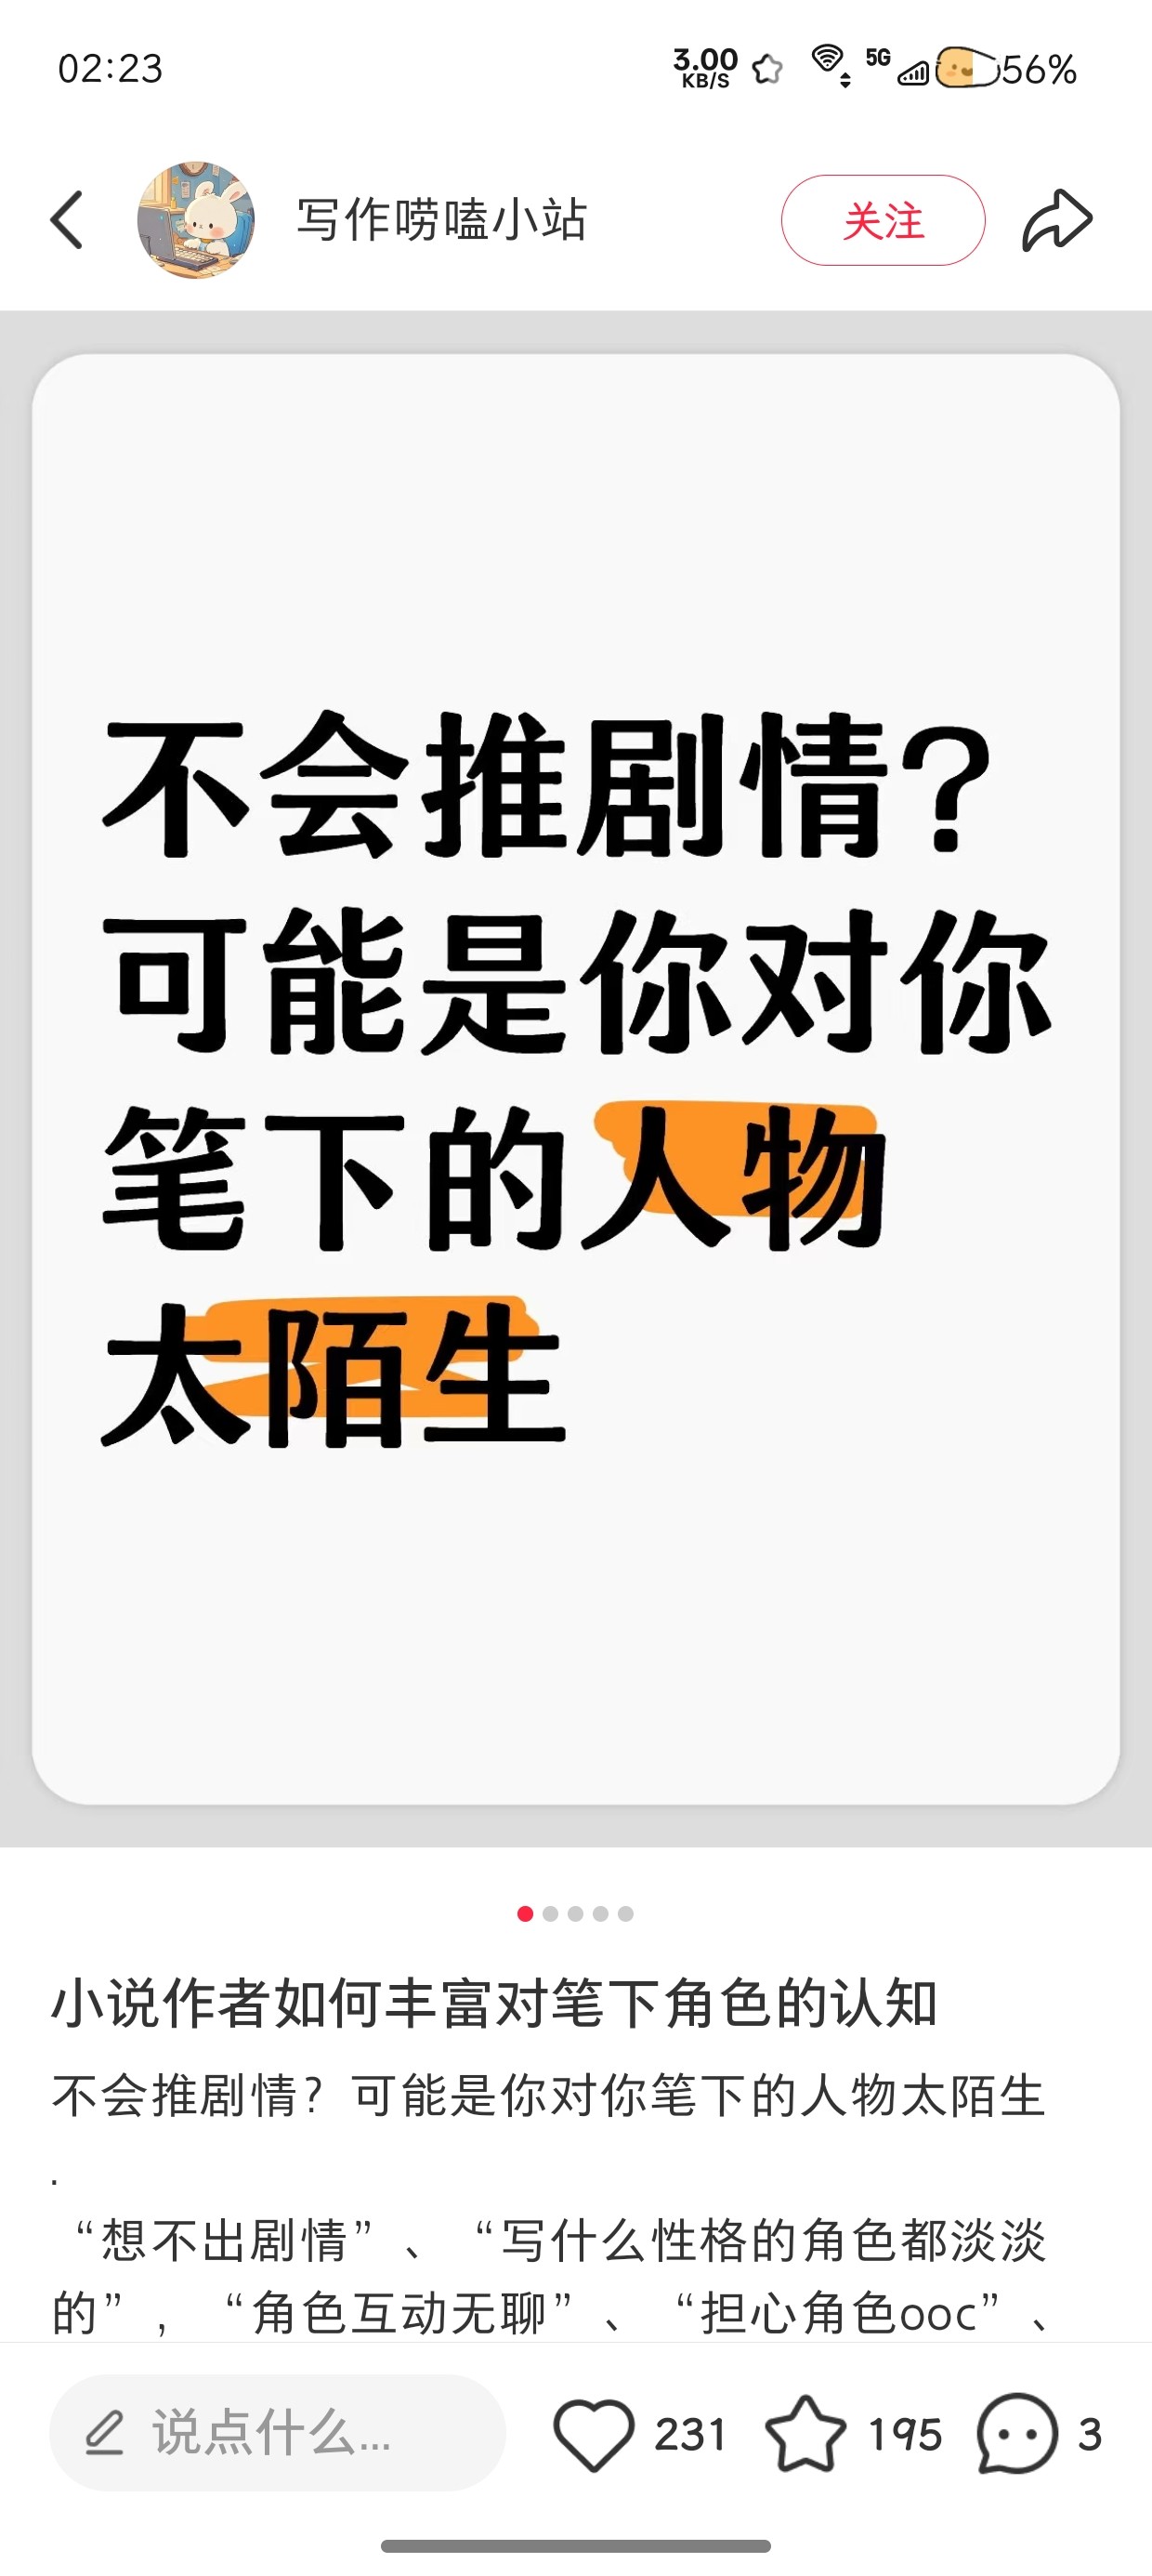 02:23
3.00
KB/S
5G
56%
写作唠嗑小站
关注
不会推剧情？
可能是你对你
笔下的人物
太陌生
小说作者如何丰富对笔下角色的认知
不会推剧情？可能是你对你笔下的人物太陌生
.
“想不出剧情”、“写什么性格的角色都淡淡
的”，“角色互动无聊”、“担心角色ooc”、
说点什么...
231
195
3